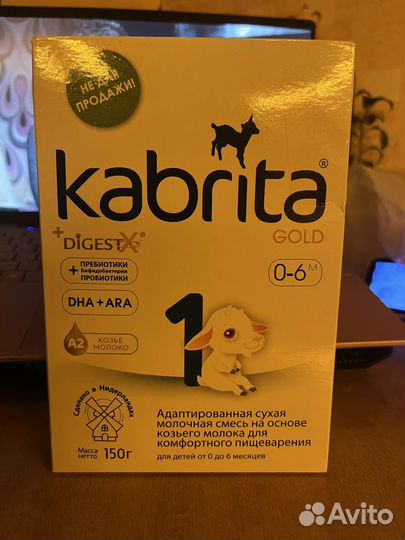 НЕ ДЛЯ
ПРОДАЖИ!
kabrita®
GOLD
+DIGESTX®
+ ПРЕБИОТИКИ
Бифидобактерии
ПРОБИОТИКИ
0-6 М
DHA + ARA
1
A2 КОЗЬЕ
МОЛОКО
Сделано в Нидерландах
Адаптированная сухая
молочная смесь на основе
козьего молока для
комфортного пищеварения
для детей от 0 до 6 месяцев
Масса
нетто 150г
Avito